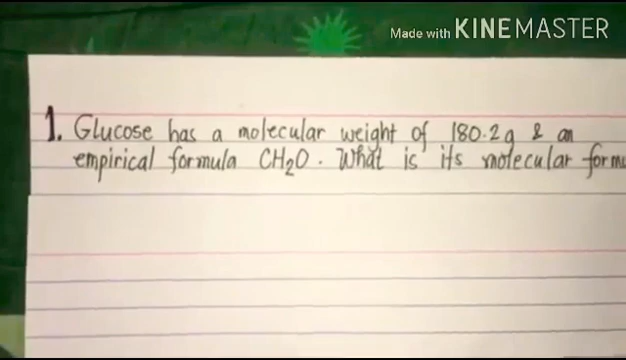 Made with KINEMASTER
1. Glucose has a molecular weight of 180.2g & an
empirical formula CH₂O. What is its molecular